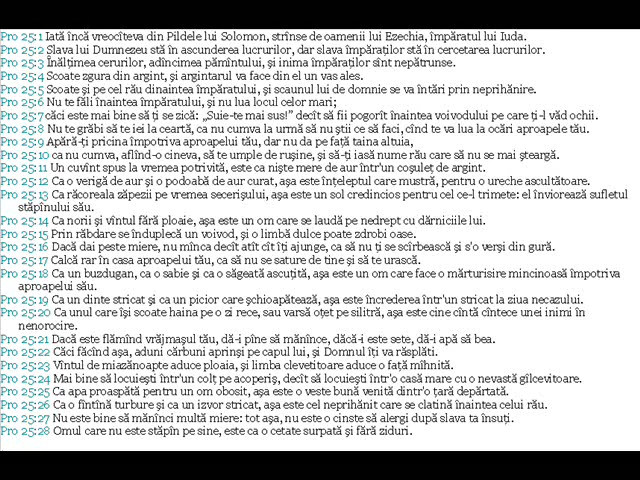 Pro 25:1 Iată încă vreocîteva din Pildele lui Solomon, strînse de oamenii lui Ezechia, împăratul lui Iuda.
Pro 25:2 Slava lui Dumnezeu stă în ascunderea lucrurilor, dar slava împăraţilor stă în cercetarea lucrurilor.
Pro 25:3 Înălţimea cerurilor, adîncimea pămîntului, şi inima împăraţilor sînt nepătrunse.
Pro 25:4 Scoate zgura din argint, şi argintarul va face din el un vas ales.
Pro 25:5 Scoate şi pe cel rău dinaintea împăratului, şi scaunul lui de domnie se va întări prin neprihănire.
Pro 25:6 Nu te făli înaintea împăratului, şi nu lua locul celor mari;
Pro 25:7 căci este mai bine să ţi se zică: „Suie-te mai sus!” decît să fii pogorît înaintea voivodului pe care ţi-l văd ochii.
Pro 25:8 Nu te grăbi să te iei la ceartă, ca nu cumva la urmă să nu ştii ce să faci, cînd te va lua la ocări aproapele tău.
Pro 25:9 Apără-ţi pricina împotriva aproapelui tău, dar nu da pe faţă taina altuia,
Pro 25:10 ca nu cumva, aflînd-o cineva, să te umple de ruşine, şi să-ţi iasă nume rău care să nu se mai şteargă.
Pro 25:11 Un cuvînt spus la vremea potrivită, este ca nişte mere de aur într'un coşuleţ de argint.
Pro 25:12 Ca o verigă de aur şi o podoabă de aur curat, aşa este înţeleptul care mustră, pentru o ureche ascultătoare.
Pro 25:13 Ca răcoreala zăpezii pe vremea secerişului, aşa este un sol credincios pentru cel ce-l trimete: el înviorează sufletul
stăpînului său.
Pro 25:14 Ca norii şi vîntul fără ploaie, aşa este un om care se laudă pe nedrept cu dărniciile lui.
Pro 25:15 Prin răbdare se înduplecă un voivod, şi o limbă dulce poate zdrobi oase.
Pro 25:16 Dacă dai peste miere, nu mînca decît atît cît îţi ajunge, ca să nu ţi se scîrbească şi s'o verşi din gură.
Pro 25:17 Calcă rar în casa aproapelui tău, ca să nu se sature de tine şi să te urască.
Pro 25:18 Ca un buzdugan, ca o sabie şi ca o săgeată ascuţită, aşa este un om care face o mărturisire mincinoasă împotriva
aproapelui său.
Pro 25:19 Ca un dinte stricat şi ca un picior care şchioapătează, aşa este încrederea într'un stricat la ziua necazului.
Pro 25:20 Ca unul care îşi scoate haina pe o zi rece, sau varsă oţet pe silitră, aşa este cine cîntă cîntece unei inimi în
nenorocire.
Pro 25:21 Dacă este flămînd vrăjmaşul tău, dă-i pîne să mănînce, dăcă-i este sete, dă-i apă să bea.
Pro 25:22 Căci făcînd aşa, aduni cărbuni aprinşi pe capul lui, şi Domnul îţi va răsplăti.
Pro 25:23 Vîntul de miazănoapte aduce ploaia, şi limba clevetitoare aduce o faţă mîhnită.
Pro 25:24 Mai bine să locuieşti într'un colţ pe acoperiş, decît să locuieşti într'o casă mare cu o nevastă gîlcevitoare.
Pro 25:25 Ca apa proaspătă pentru un om obosit, aşa este o veste bună venită dintr'o ţară depărtată.
Pro 25:26 Ca o fîntînă turbure şi ca un izvor stricat, aşa este cel neprihănit care se clatină înaintea celui rău.
Pro 25:27 Nu este bine să mănînci multă miere: tot aşa, nu este o cinste să alergi după slava ta însuţi.
Pro 25:28 Omul care nu este stăpîn pe sine, este ca o cetate surpată şi fără ziduri.